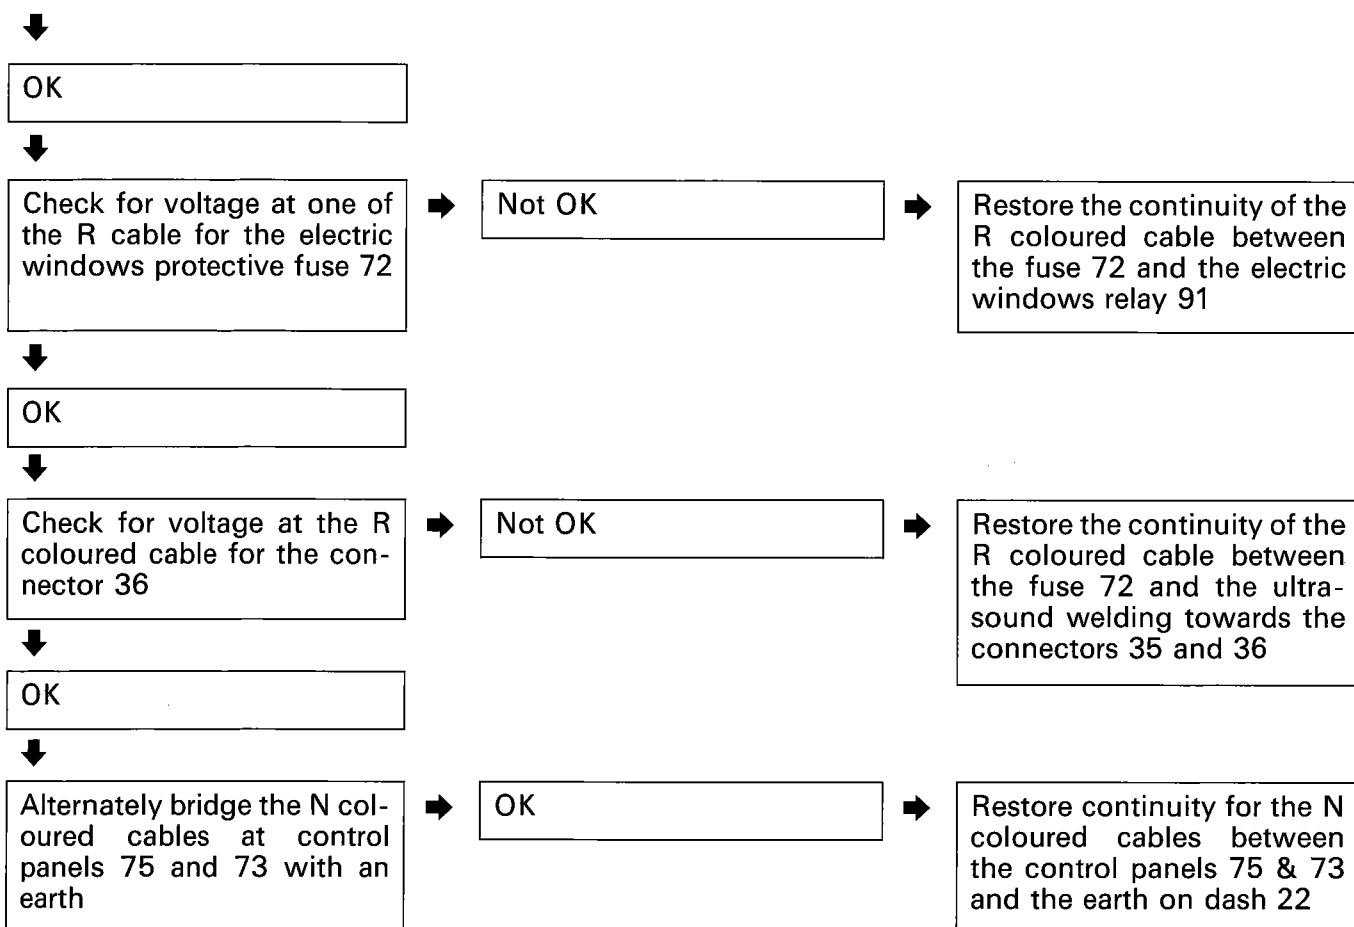 OK
Check for voltage at one of
the R cable for the electric
windows protective fuse 72
Not OK
Restore the continuity of the
R coloured cable between
the fuse 72 and the electric
windows relay 91
OK
Check for voltage at the R
coloured cable for the con-
nector 36
Not OK
Restore the continuity of the
R coloured cable between
the fuse 72 and the ultra-
sound welding towards the
connectors 35 and 36
OK
Alternately bridge the N col-
oured cables at control
panels 75 and 73 with an
earth
OK
Restore continuity for the N
coloured cables between
the control panels 75 & 73
and the earth on dash 22